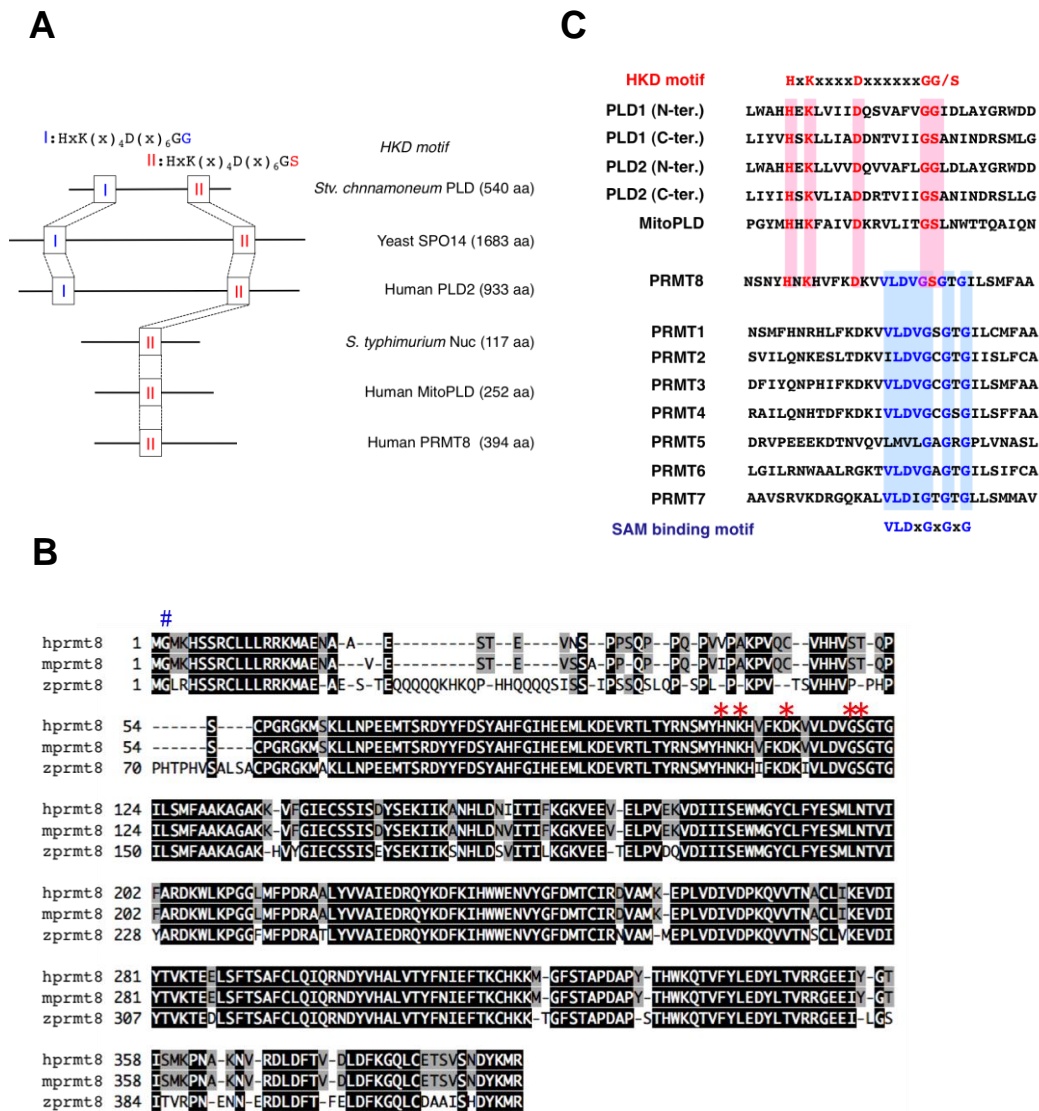 A
I:HxK(x)4D(x)6GG
II:HxK(x)4D(x)6GS
HKD motif
I II Stv. chnnamoneum PLD (540 aa)
I II Yeast SPO14 (1683 aa)
I II Human PLD2 (933 aa)
II S. typhimurium Nuc (117 aa)
II Human MitoPLD (252 aa)
II Human PRMT8 (394 aa)
C
HKD motif HxKxxxxDxxxxxxGG/S
PLD1 (N-ter.) LWAHHEKLVIIDQSVAFVGGIDLAYGRWDD
PLD1 (C-ter.) LIYVHSKLLIADDNTVIIGSANINDRSMLG
PLD2 (N-ter.) LWAHHEKLLVVDQVVAFLGGLDLAYGRWDD
PLD2 (C-ter.) LIYIHSKVLIADDRTVIIGSANINDRSLLG
MitoPLD PGYMHHKFAIVDKRVLITGSLNWTTQAIQN
PRMT8 NSNYHNKHVFKDKVVLDVGSGTGILSMFAA
PRMT1 NSMFHNRHLFKDKVVLDVGSGTGILCMFAA
PRMT2 SVILQNKESLTDKVILDVGCGTGIISLFCA
PRMT3 DFIYQNPHIFKDKVVLDVGCGTGILSMFAA
PRMT4 RAILQNHTDFKDKIVLDVGCGSGILSFFAA
PRMT5 DRVPEEEKDTNVQVLMVLGAGRGPLVNASL
PRMT6 LGILRNWAALRGKTVLDVGAGTGILSIFCA
PRMT7 AAVSRVKDRGQKALVLDIGTGTGLLSMMAV
SAM binding motif VLDxGxGxG
B
#
hprmt8 1 MGMKHSSRCLLLRRKMAENA-A---E--------ST--E---VNS-PPSQP--PQ-PVVPAKPVQC--VHHVST-QP
mprmt8 1 MGMKHSSRCLLLRRKMAENA--V-E--------ST--E---VSSA-PP-QP--PQ-PVIPAKPVQC--VHHVST-QP
zprmt8 1 MGLRHSSRCLLLRRKMAE-AE-S-TEQQQQQKHKQP-HHQQQQSISS-IPSSQSLQP-SPL-P-KPV--TSVHHVP-PHP
* * * **
hprmt8 54 ------S----CPGRGKMSKLLNPEEMTSRDYYFDSYAHFGIHEEMLKDEVRTLTYRNSMYHNKHVFKDKVVLDVGSGTG
mprmt8 54 ------S----CPGRGKMSKLLNPEEMTSRDYYFDSYAHFGIHEEMLKDEVRTLTYRNSMYHNKHVFKDKVVLDVGSGTG
zprmt8 70 PHTPHVSALSACPGRGKMAKLLNPEEMTSRDYYFDSYAHFGIHEEMLKDEVRTLTYRNSMYHNKHIFKDKIVLDVGSGTG
hprmt8 124 ILSMFAAKAGAKK-VFGIECSSISDYSEKIIKANHLDNIITIFKGKVEEV-ELPVEKVDIIISEWMGYCLFYESMLNTVI
mprmt8 124 ILSMFAAKAGAKK-VFGIECSSISDYSEKIIKANHLDNVITIFKGKVEEV-ELPVEKVDIIISEWMGYCLFYESMLNTVI
zprmt8 150 ILSMFAAKAGAK-HVYGIECSSISEYSEKIIKSNHLDSVITILKGKVEE-TELPVDQVDIIISEWMGYCLFYESMLNTVI
hprmt8 202 FARDKWLKPGGLMFPDRAALYVVAIEDRQYKDFKIHWWENVYGFDMTCIRDVAMK-EPLVDIVDPKQVVTNACLIKEVDI
mprmt8 202 FARDKWLKPGGLMFPDRAALYVVAIEDRQYKDFKIHWWENVYGFDMTCIRDVAMK-EPLVDIVDPKQVVTNACLIKEVDI
zprmt8 228 YARDKWLKPGGFMFPDRATLYVVAIEDRQYKDFKIHWWENVYGFDMTCIRNVAM-MEPLVDIVDPKQVVTNSCLVKEVDI
hprmt8 281 YTVKTEELSFTSAFCLQIQRNDYVHALVTYFNIEFTKCHKKM-GFSTAPDAPY-THWKQTVFYLEDYLTVRRGEEIY-GT
mprmt8 281 YTVKTEELSFTSAFCLQIQRNDYVHALVTYFNIEFTKCHKKM-GFSTAPDAPY-THWKQTVFYLEDYLTVRRGEEIY-GT
zprmt8 307 YTVKTEDLSFTSAFCLQIQRNDYVHALVTYFNIEFTKCHKK-TGFSTAPDAP-STHWKQTVFYLEDYLTVRRGEEI-LGS
hprmt8 358 ISMKPNA-KNV-RDLDFTV-DLDFKGQLCETSVSNDYKMR
mprmt8 358 ISMKPNA-KNV-RDLDFTV-DLDFKGQLCETSVSNDYKMR
zprmt8 384 ITVRPN-ENN-ERDLDFT-FELDFKGQLCDAAISHDYKMR